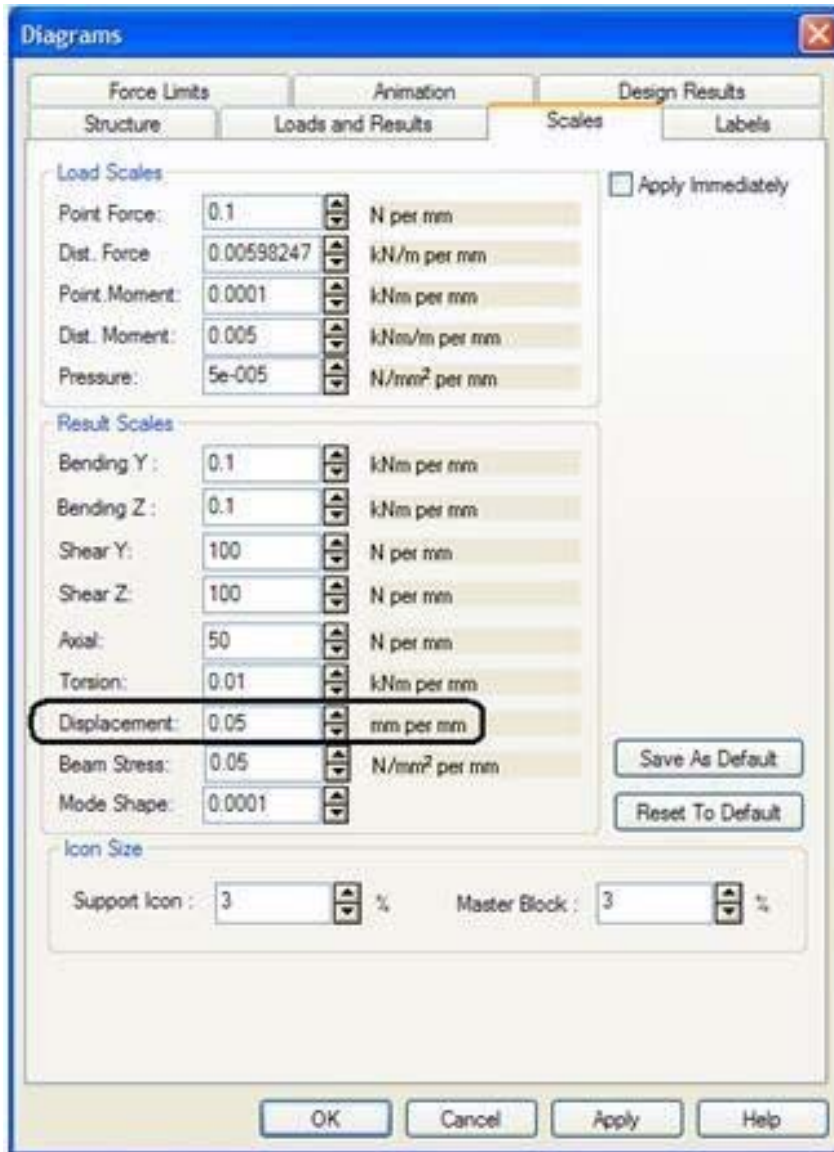 Diagrams
Force Limits Animation Design Results
Structure Loads and Results Scales Labels
Load Scales
Apply Immediately
Point Force: 0.1 N per mm
Dist. Force 0.00598247 kN/m per mm
Point.Moment: 0.0001 kNm per mm
Dist. Moment: 0.005 kNm/m per mm
Pressure: 5e-005 N/mm² per mm
Result Scales
Bending Y : 0.1 kNm per mm
Bending Z : 0.1 kNm per mm
Shear Y: 100 N per mm
Shear Z: 100 N per mm
Axial: 50 N per mm
Torsion: 0.01 kNm per mm
Displacement: 0.05 mm per mm
Beam Stress: 0.05 N/mm² per mm
Save As Default
Mode Shape: 0.0001
Reset To Default
Icon Size
Support Icon : 3 % Master Block : 3 %
OK Cancel Apply Help